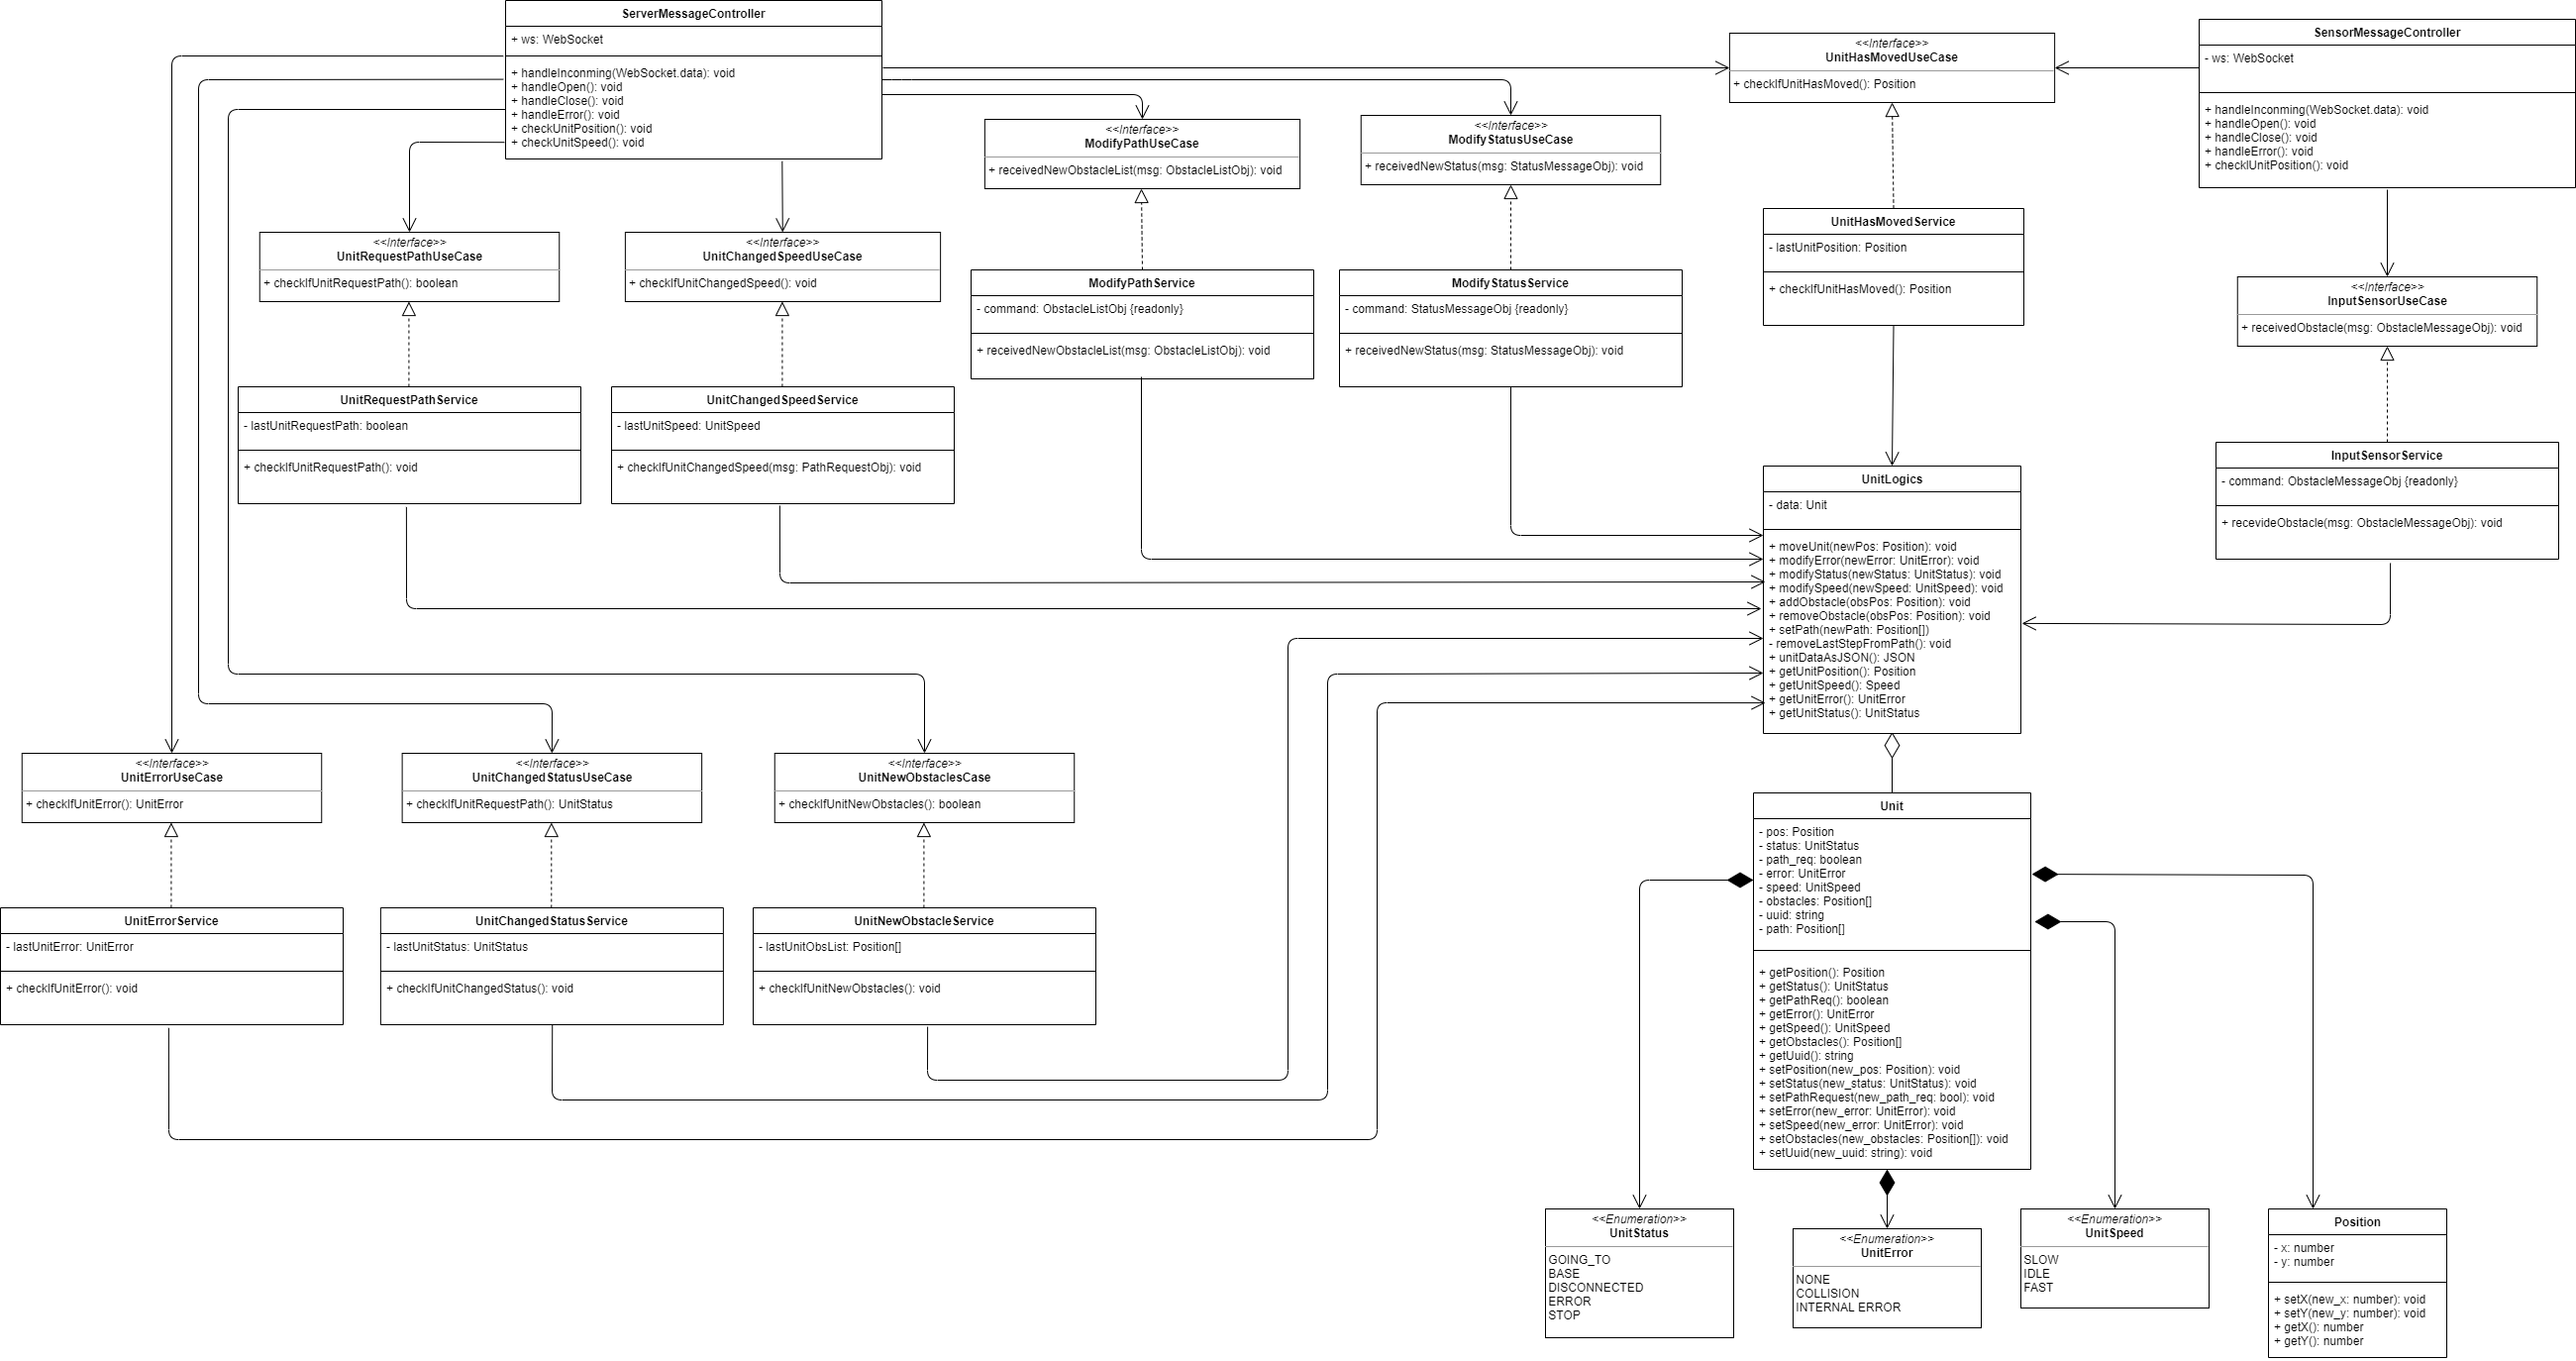 ServerMessageController
+ ws: WebSocket
+ handleInconming(WebSocket.data): void
+ handleOpen(): void
+ handleClose(): void
+ handleError(): void
+ checkUnitPosition(): void
+ checkUnitSpeed(): void
<<Interface>>
UnitHasMovedUseCase
+ checkIfUnitHasMoved(): Position
SensorMessageController
- ws: WebSocket
+ handleInconming(WebSocket.data): void
+ handleOpen(): void
+ handleClose(): void
+ handleError(): void
+ checkIUnitPosition(): void
<<Interface>>
ModifyPathUseCase
+ receivedNewObstacleList(msg: ObstacleListObj): void
<<Interface>>
ModifyStatusUseCase
+ receivedNewStatus(msg: StatusMessageObj): void
<<Interface>>
UnitRequestPathUseCase
+ checkIfUnitRequestPath(): boolean
<<Interface>>
UnitChangedSpeedUseCase
+ checkIfUnitChangedSpeed(): void
ModifyPathService
- command: ObstacleListObj {readonly}
+ receivedNewObstacleList(msg: ObstacleListObj): void
ModifyStatusService
- command: StatusMessageObj {readonly}
+ receivedNewStatus(msg: StatusMessageObj): void
UnitHasMovedService
- lastUnitPosition: Position
+ checkIfUnitHasMoved(): Position
<<Interface>>
InputSensorUseCase
+ receivedObstacle(msg: ObstacleMessageObj): void
UnitRequestPathService
- lastUnitRequestPath: boolean
+ checkIfUnitRequestPath(): void
UnitChangedSpeedService
- lastUnitSpeed: UnitSpeed
+ checkIfUnitChangedSpeed(msg: PathRequestObj): void
InputSensorService
- command: ObstacleMessageObj {readonly}
+ recevideObstacle(msg: ObstacleMessageObj): void
UnitLogics
- data: Unit
+ moveUnit(newPos: Position): void
+ modifyError(newError: UnitError): void
+ modifyStatus(newStatus: UnitStatus): void
+ modifySpeed(newSpeed: UnitSpeed): void
+ addObstacle(obsPos: Position): void
+ removeObstacle(obsPos: Position): void
+ setPath(newPath: Position[])
- removeLastStepFromPath(): void
+ unitDataAsJSON(): JSON
+ getUnitPosition(): Position
+ getUnitSpeed(): Speed
+ getUnitError(): UnitError
+ getUnitStatus(): UnitStatus
<<Interface>>
UnitErrorUseCase
+ checkIfUnitError(): UnitError
<<Interface>>
UnitChangedStatusUseCase
+ checkIfUnitRequestPath(): UnitStatus
<<Interface>>
UnitNewObstaclesCase
+ checkIfUnitNewObstacles(): boolean
UnitErrorService
- lastUnitError: UnitError
+ checkIfUnitError(): void
UnitChangedStatusService
- lastUnitStatus: UnitStatus
+ checkIfUnitChangedStatus(): void
UnitNewObstacleService
- lastUnitObsList: Position[]
+ checkIfUnitNewObstacles(): void
Unit
- pos: Position
- status: UnitStatus
- path_req: boolean
- error: UnitError
- speed: UnitSpeed
- obstacles: Position[]
- uuid: string
- path: Position[]
+ getPosition(): Position
+ getStatus(): UnitStatus
+ getPathReq(): boolean
+ getError(): UnitError
+ getSpeed(): UnitSpeed
+ getObstacles(): Position[]
+ getUuid(): string
+ setPosition(new_pos: Position): void
+ setStatus(new_status: UnitStatus): void
+ setPathRequest(new_path_req: bool): void
+ setError(new_error: UnitError): void
+ setSpeed(new_error: UnitError): void
+ setObstacles(new_obstacles: Position[]): void
+ setUuid(new_uuid: string): void
<<Enumeration>>
UnitStatus
GOING_TO
BASE
DISCONNECTED
ERROR
STOP
<<Enumeration>>
UnitError
NONE
COLLISION
INTERNAL ERROR
<<Enumeration>>
UnitSpeed
SLOW
IDLE
FAST
Position
- x: number
- y: number
+ setX(new_x: number): void
+ setY(new_y: number): void
+ getX(): number
+ getY(): number